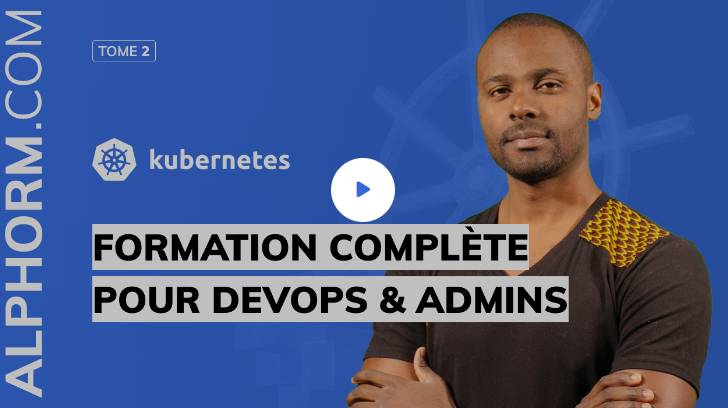 ALPHORM.COM
TOME 2
kubernetes
FORMATION COMPLÈTE
POUR DEVOPS & ADMINS